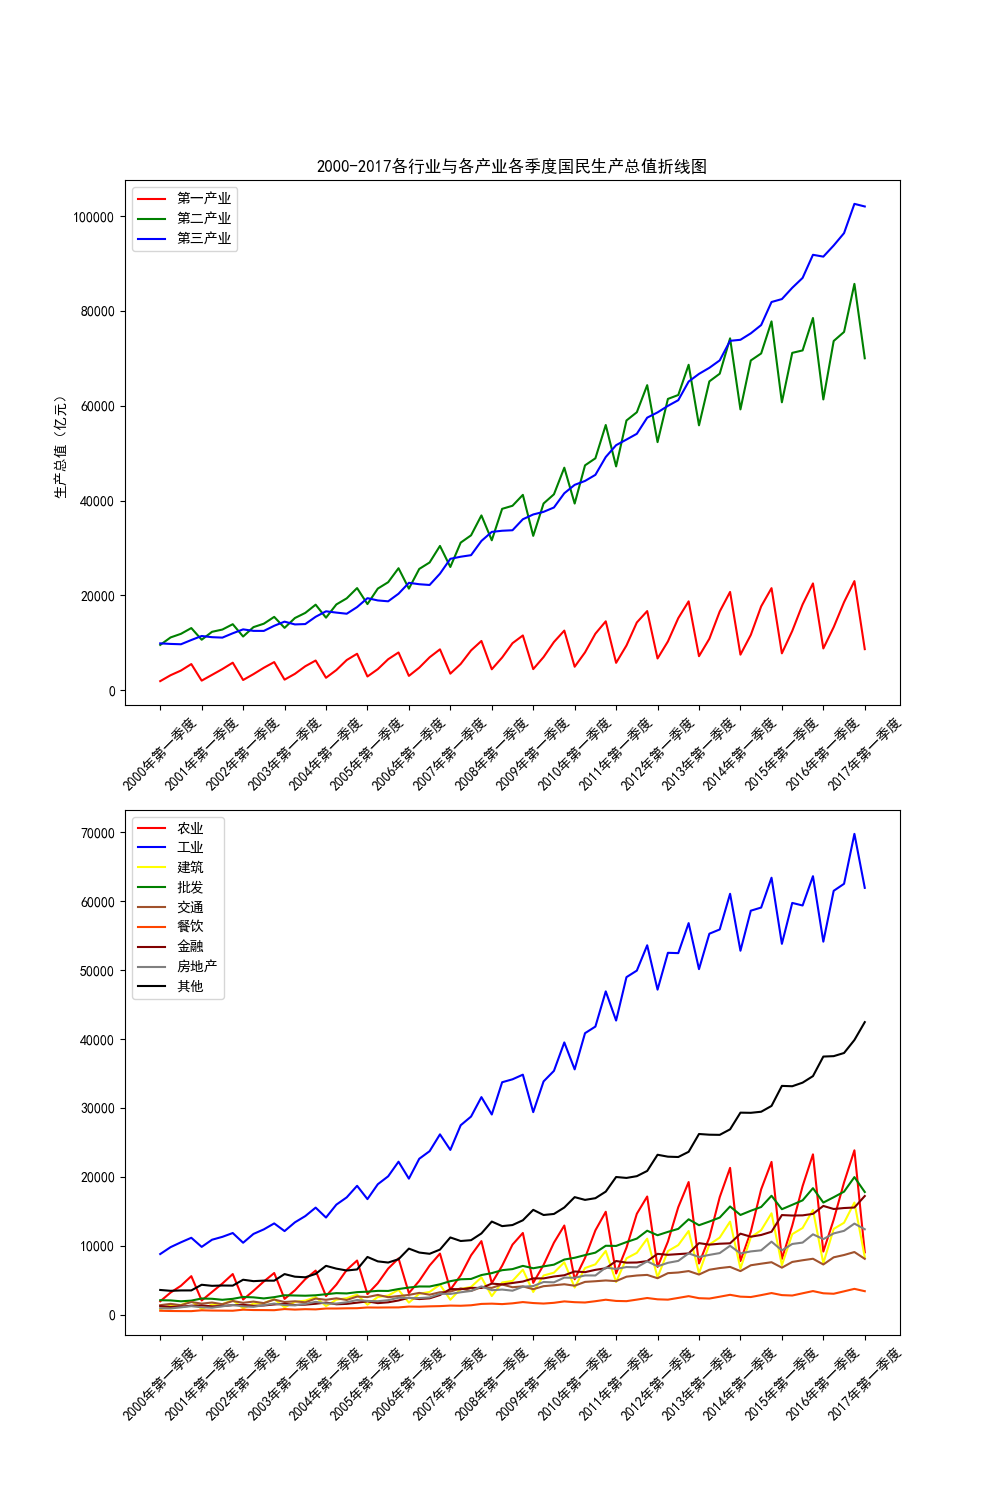 2000-2017各行业与各产业各季度国民生产总值折线图
第一产业
第二产业
第三产业
生产总值（亿元）
100000
80000
60000
40000
20000
0
2000年第一季度
2001年第一季度
2002年第一季度
2003年第一季度
2004年第一季度
2005年第一季度
2006年第一季度
2007年第一季度
2008年第一季度
2009年第一季度
2010年第一季度
2011年第一季度
2012年第一季度
2013年第一季度
2014年第一季度
2015年第一季度
2016年第一季度
2017年第一季度
农业
工业
建筑
批发
交通
餐饮
金融
房地产
其他
70000
60000
50000
40000
30000
20000
10000
0
2000年第一季度
2001年第一季度
2002年第一季度
2003年第一季度
2004年第一季度
2005年第一季度
2006年第一季度
2007年第一季度
2008年第一季度
2009年第一季度
2010年第一季度
2011年第一季度
2012年第一季度
2013年第一季度
2014年第一季度
2015年第一季度
2016年第一季度
2017年第一季度